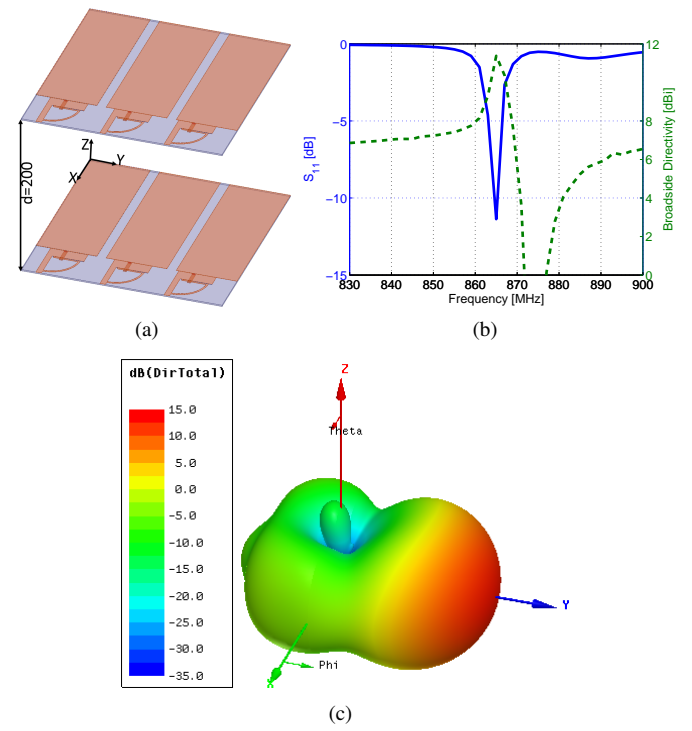 Z
Y
X
d=200
(a)
0
−5
−10
−15
S11 [dB]
12
8
6
4
2
0
Broadside Directivity [dBi]
830 840 850 860 870 880 890 900
Frequency [MHz]
(b)
dB(DirTotal)
15.0
10.0
5.0
0.0
−5.0
−10.0
−15.0
−20.0
−25.0
−30.0
−35.0
Z
Theta
Y
Phi
X
(c)